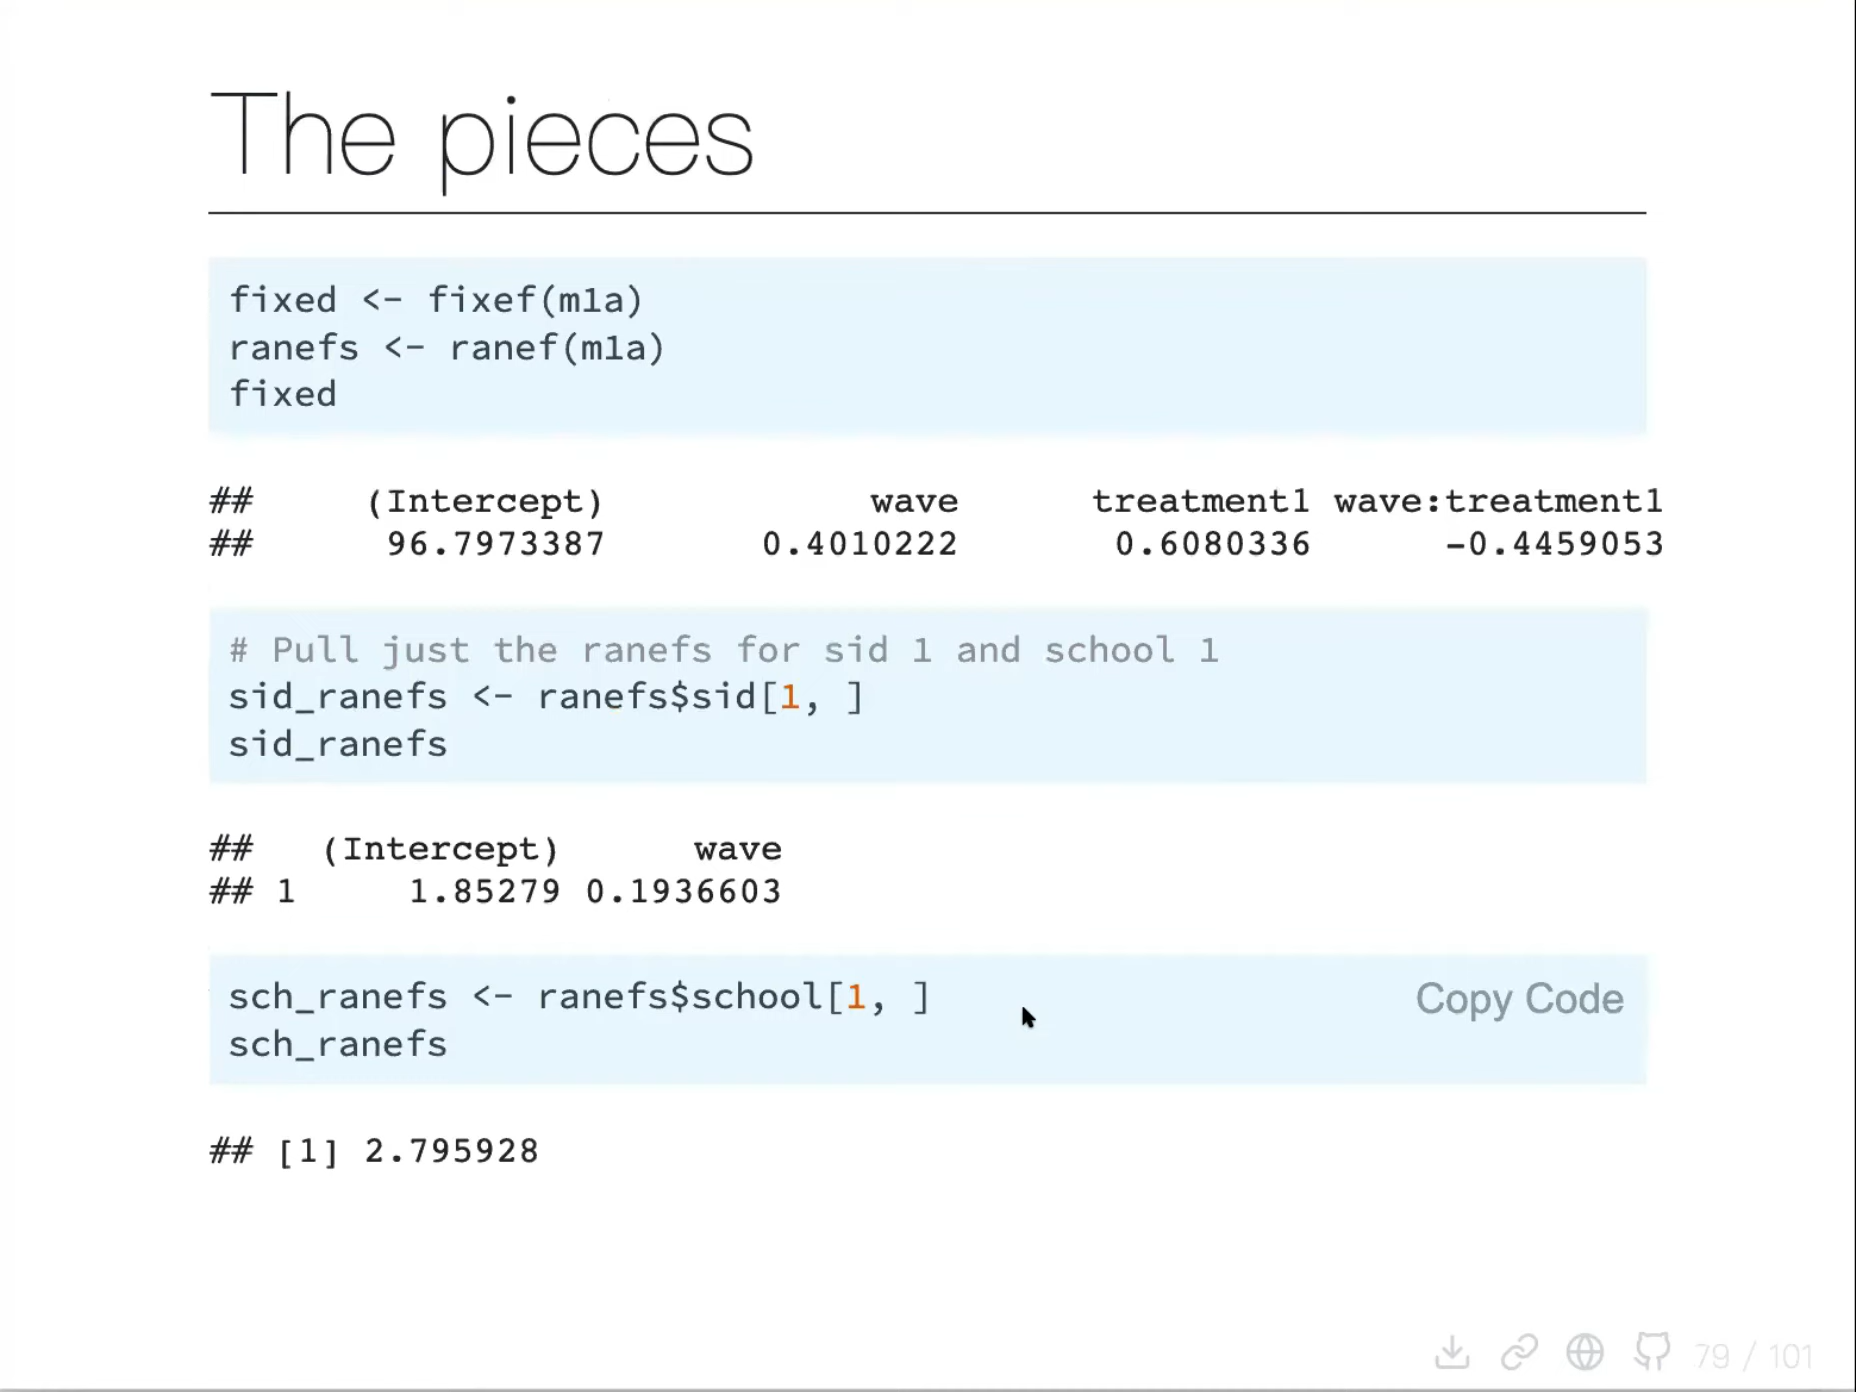 The pieces
fixed <- fixef(m1a)
ranefs <- ranef(m1a)
fixed
##     (Intercept)            wave      treatment1 wave:treatment1
##      96.7973387       0.4010222       0.6080336      -0.4459053
# Pull just the ranefs for sid 1 and school 1
sid_ranefs <- ranefs$sid[1, ]
sid_ranefs
##   (Intercept)      wave
## 1     1.85279 0.1936603
sch_ranefs <- ranefs$school[1, ]
Copy Code
sch_ranefs
## [1] 2.795928
79 / 101